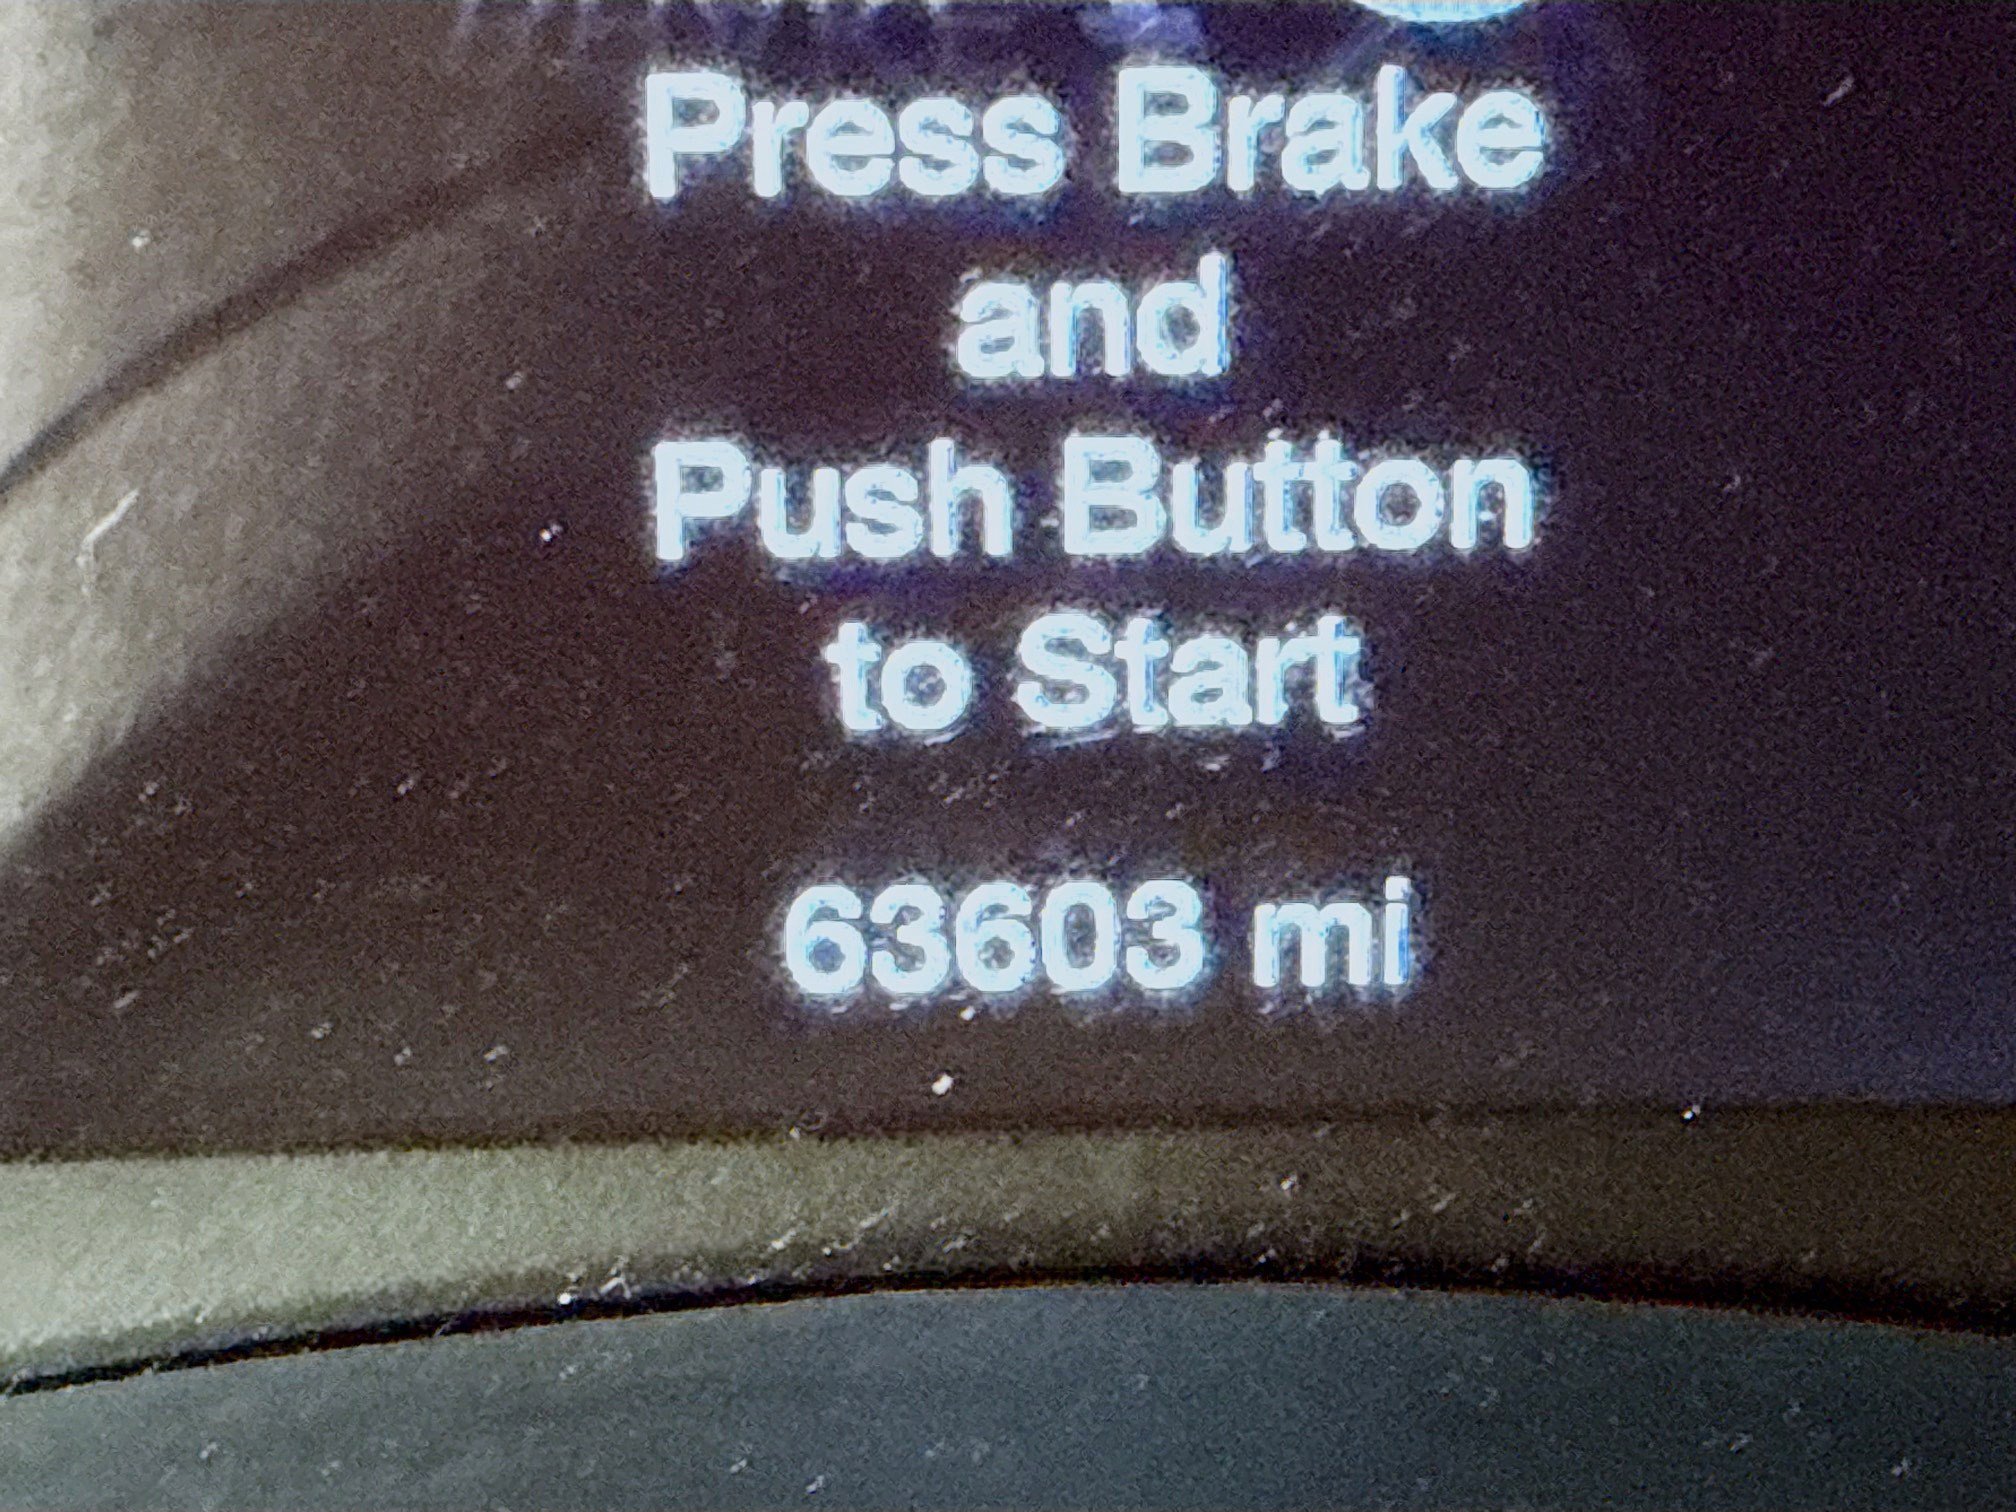 Press Brake
and
Push Button
to Start
63603 mi